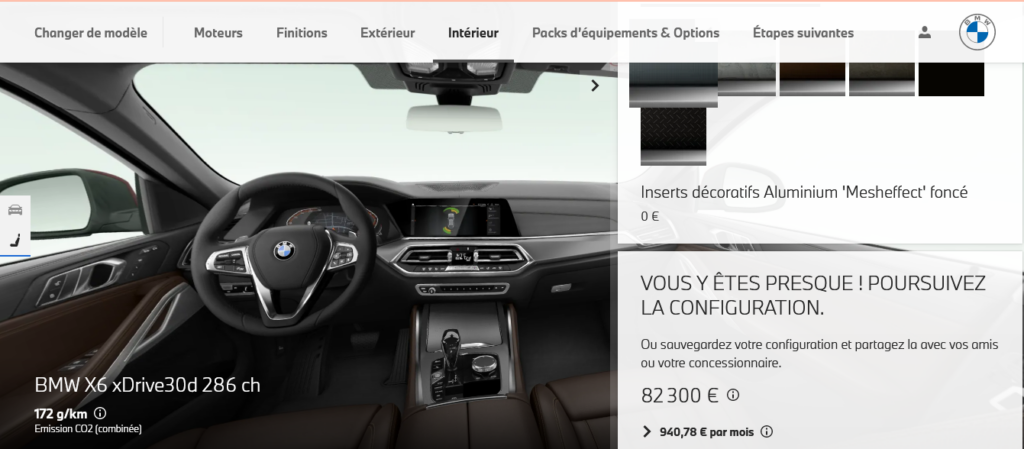 Changer de modèle
Moteurs
Finitions
Extérieur
Intérieur
Packs d'équipements & Options
Étapes suivantes
BMW
Inserts décoratifs Aluminium 'Mesheffect' foncé
0 €
VOUS Y ÊTES PRESQUE ! POURSUIVEZ
LA CONFIGURATION.
Ou sauvegardez votre configuration et partagez la avec vos amis
ou votre concessionnaire.
82 300 €
940,78 € par mois
BMW X6 xDrive30d 286 ch
172 g/km
Emission CO2 (combinée)